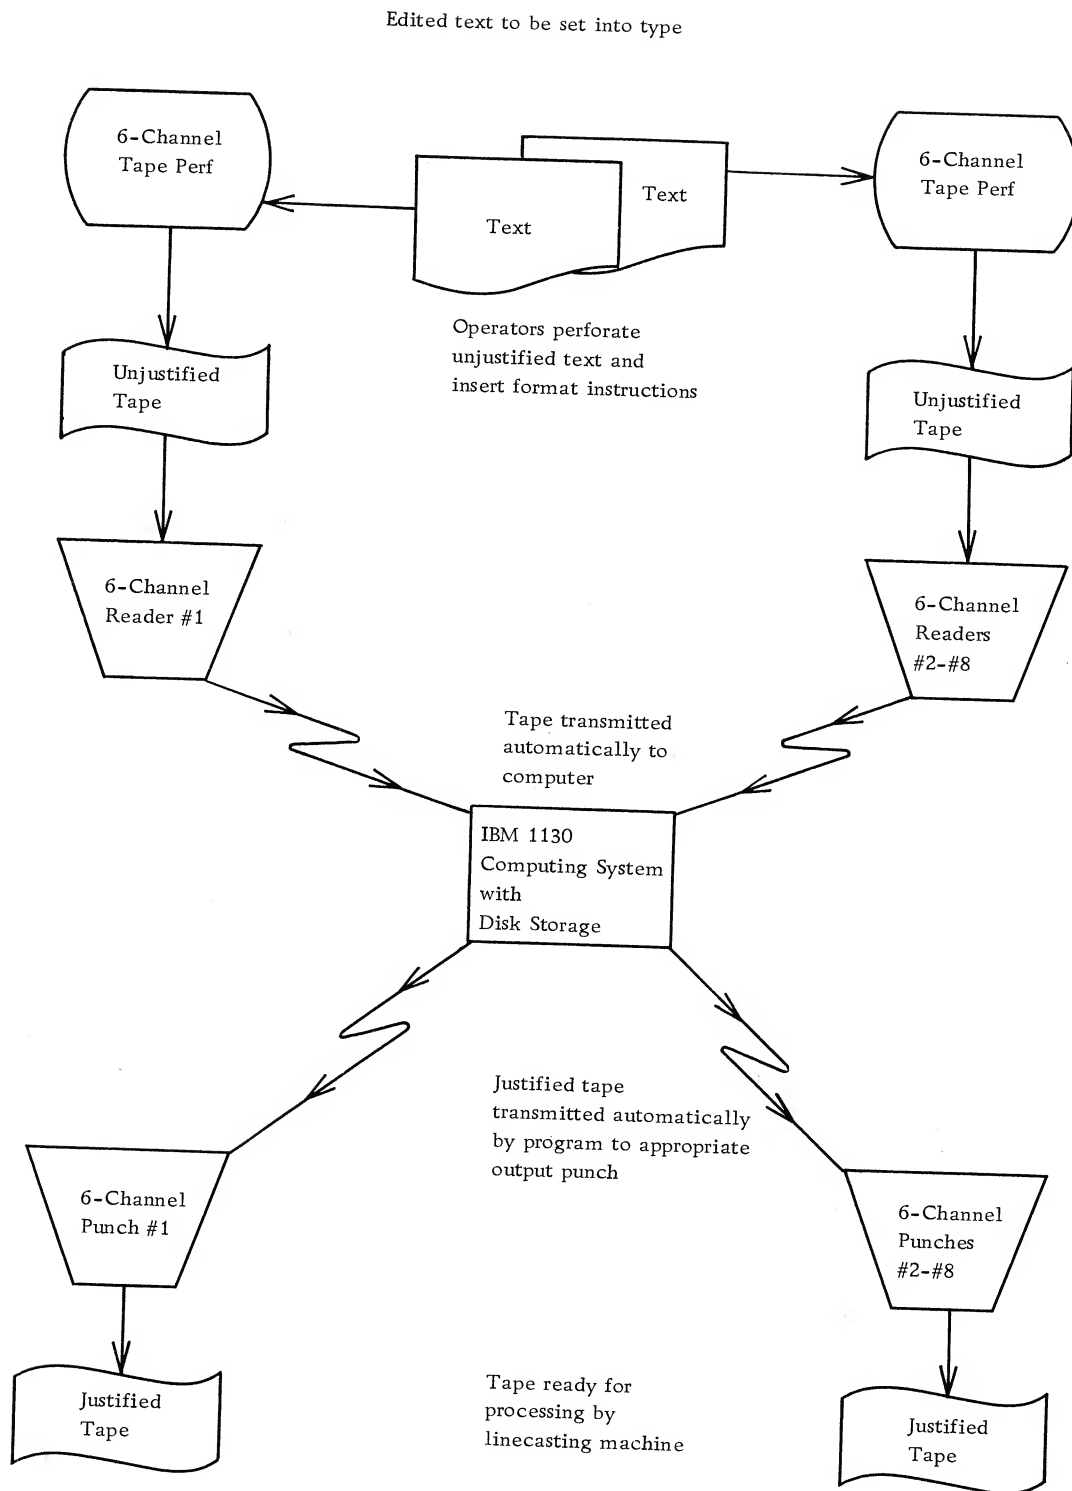 Edited text to be set into type
6-Channel
Tape Perf
Text
Text
6-Channel
Tape Perf
Operators perforate
unjustified text and
insert format instructions
Unjustified
Tape
Unjustified
Tape
6-Channel
Reader #1
6-Channel
Readers
#2-#8
Tape transmitted
automatically to
computer
IBM 1130
Computing System
with
Disk Storage
Justified tape
transmitted automatically
by program to appropriate
output punch
6-Channel
Punch #1
6-Channel
Punches
#2-#8
Justified
Tape
Tape ready for
processing by
linecasting machine
Justified
Tape